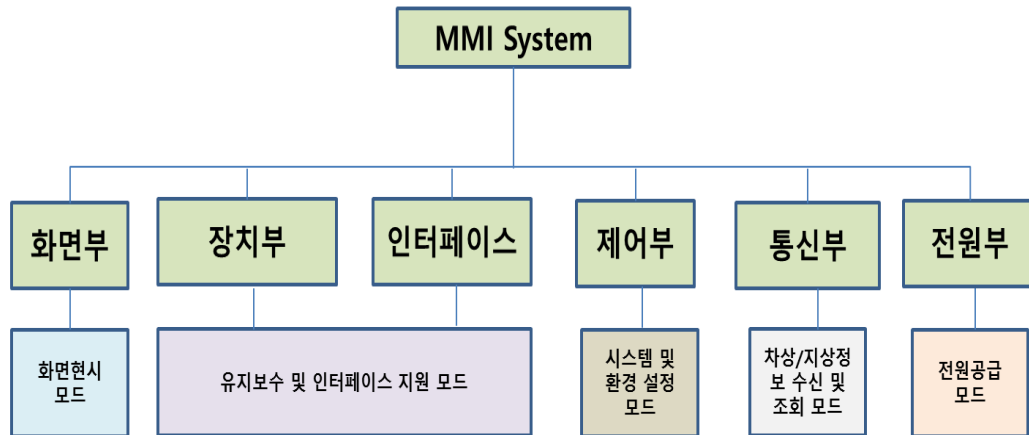 MMI System
화면부
장치부
인터페이스
제어부
통신부
전원부
화면현시
모드
유지보수 및 인터페이스 지원 모드
시스템 및
환경 설정
모드
차상/지상정
보 수신 및
조회 모드
전원공급
모드